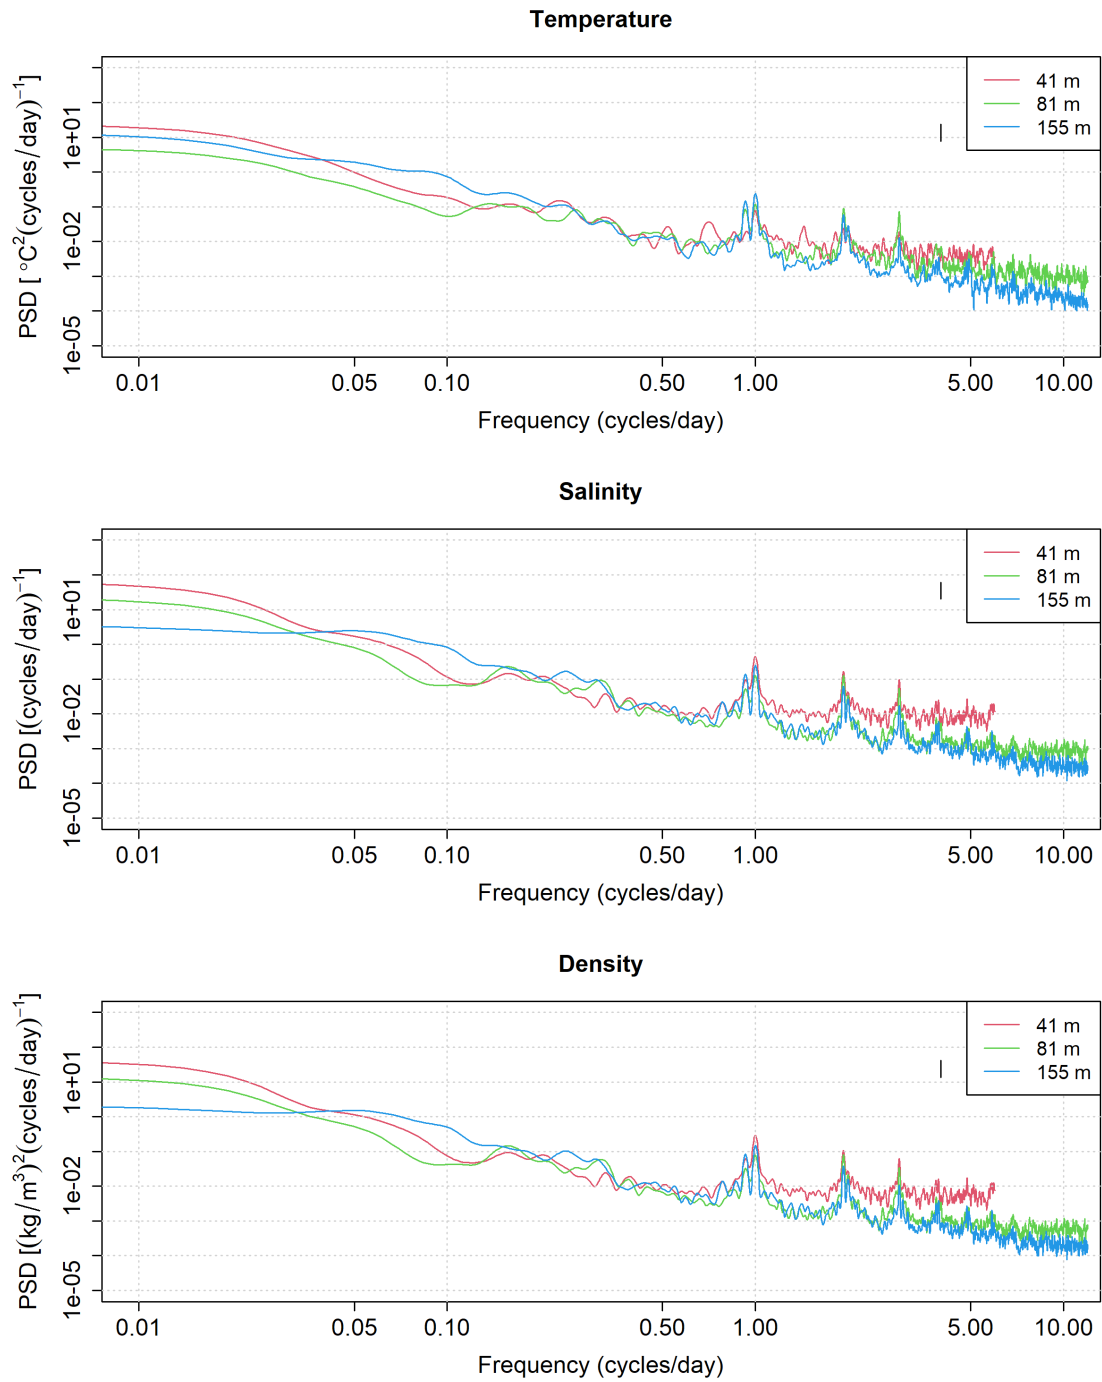 Temperature
PSD [ °C²(cycles/day)⁻¹]
1e+01
1e-02
1e-05
41 m
81 m
155 m
0.01 0.05 0.10 0.50 1.00 5.00 10.00
Frequency (cycles/day)
Salinity
PSD [(cycles/day)⁻¹]
1e+01
1e-02
1e-05
41 m
81 m
155 m
0.01 0.05 0.10 0.50 1.00 5.00 10.00
Frequency (cycles/day)
Density
PSD [(kg/m³)²(cycles/day)⁻¹]
1e+01
1e-02
1e-05
41 m
81 m
155 m
0.01 0.05 0.10 0.50 1.00 5.00 10.00
Frequency (cycles/day)